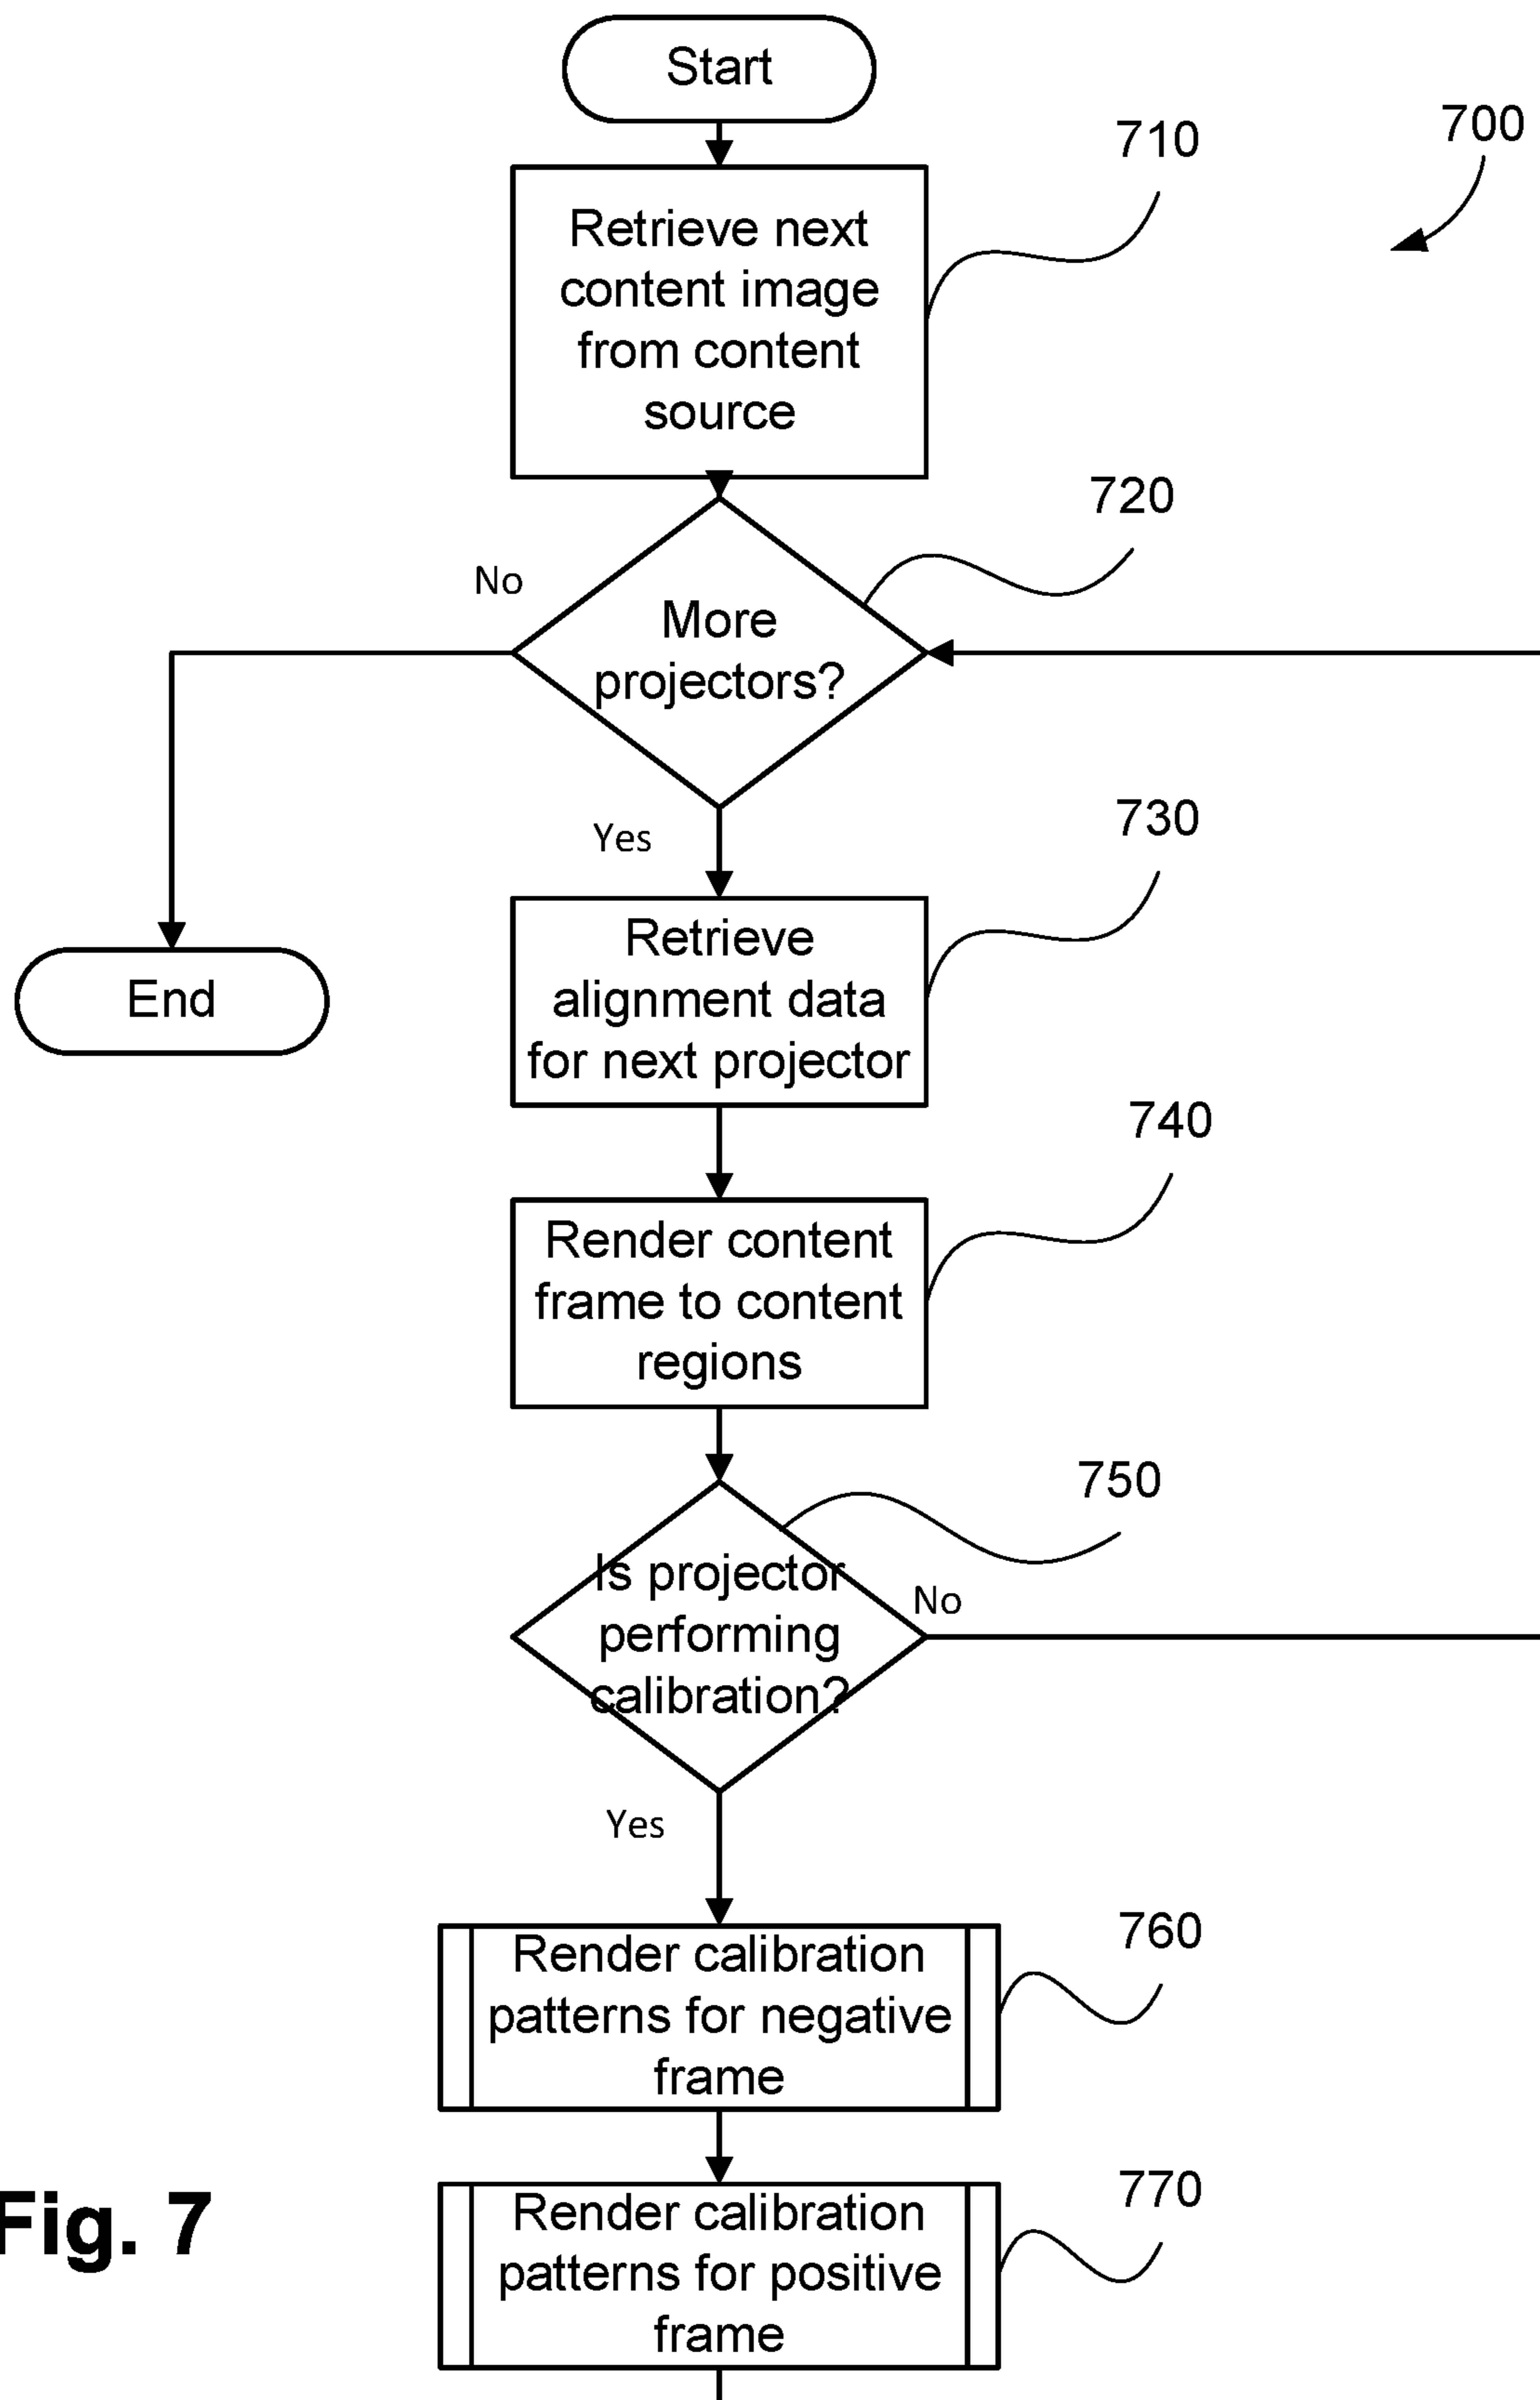 Start
710
700
Retrieve next
content image
from content
source
720
No
More
projectors?
Yes
730
Retrieve
alignment data
for next projector
End
740
Render content
frame to content
regions
750
Is projector
performing
calibration?
No
Yes
760
Render calibration
patterns for negative
frame
770
Render calibration
patterns for positive
frame
Fig. 7